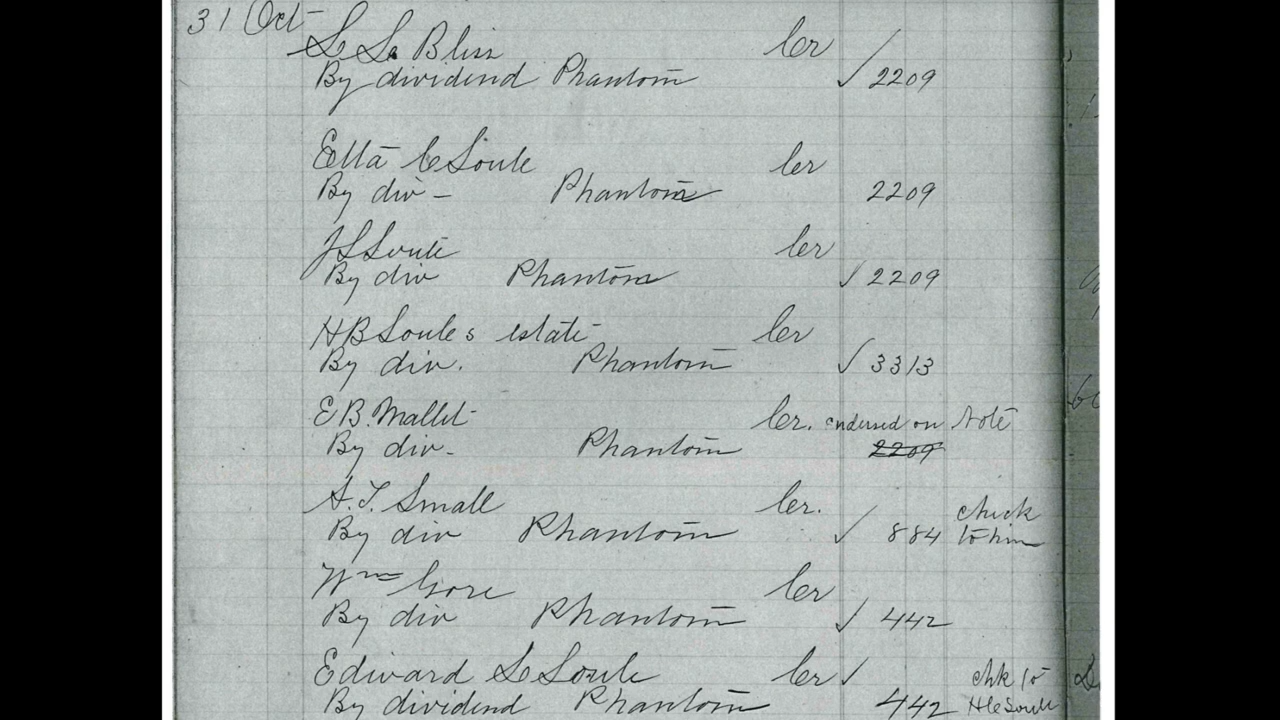 31 Oct
L L Bliss Cr
By dividend Phantom ✓ 2209
Etta C Soule Cr
By div - Phantom 2209
J S Soule Cr
By div Phantom ✓ 2209
H B Soules estate Cr
By div. Phantom ✓ 3313
E B. Mallet Cr. endorsed on Note
By div - Phantom 2209
A. T. Small Cr. check
By div Phantom ✓ 884 to him
Wm Gore Cr
By div Phantom ✓ 442
Edward S Soule Cr ✓ chk to
By dividend Phantom 442 H C Soule